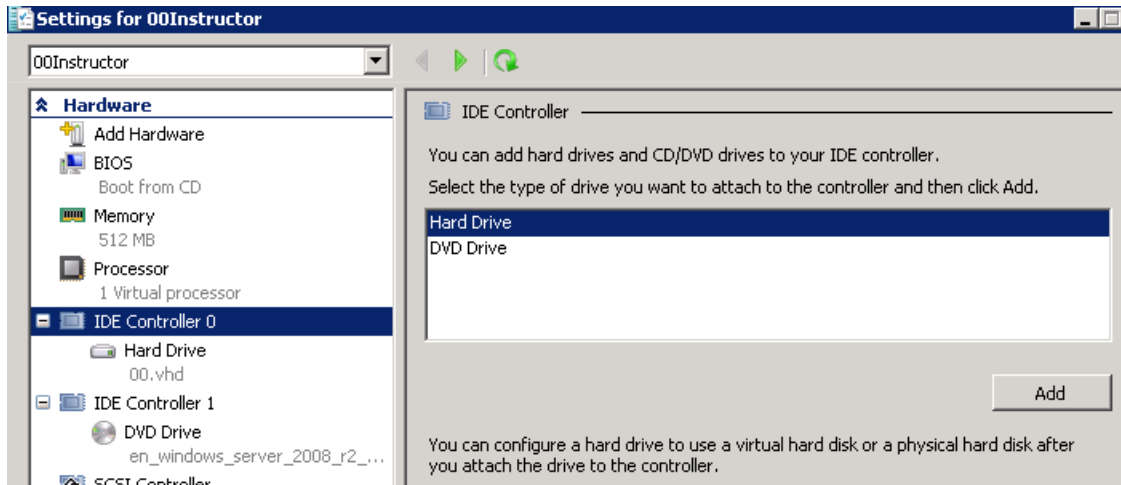 Settings for 00Instructor
00Instructor
Hardware
Add Hardware
BIOS
Boot from CD
Memory
512 MB
Processor
1 Virtual processor
IDE Controller 0
Hard Drive
00.vhd
IDE Controller 1
DVD Drive
en_windows_server_2008_r2_...
SCSI Controller
IDE Controller
You can add hard drives and CD/DVD drives to your IDE controller.
Select the type of drive you want to attach to the controller and then click Add.
Hard Drive
DVD Drive
Add
You can configure a hard drive to use a virtual hard disk or a physical hard disk after
you attach the drive to the controller.